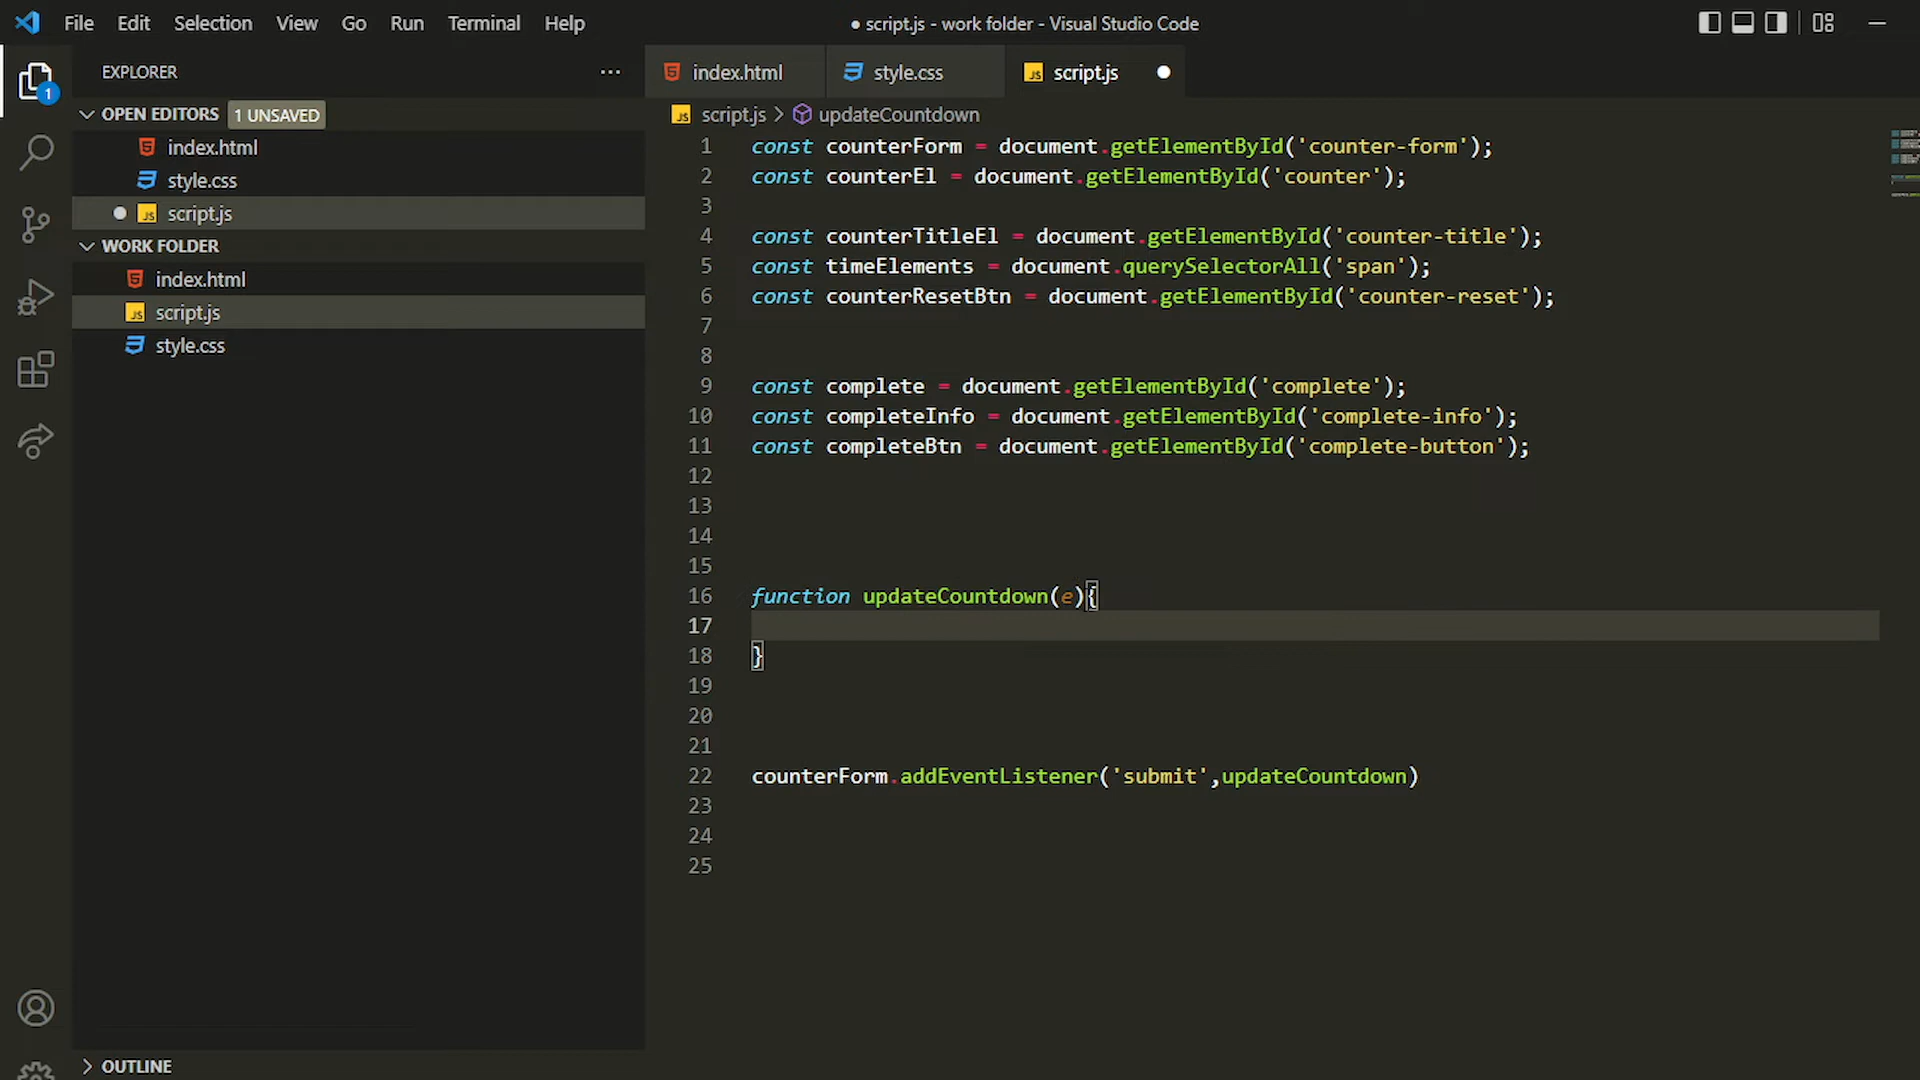 File Edit Selection View Go Run Terminal Help
● script.js - work folder - Visual Studio Code
EXPLORER
index.html
style.css
script.js
1
OPEN EDITORS 1 UNSAVED
index.html
style.css
script.js
WORK FOLDER
index.html
script.js
style.css
OUTLINE
script.js > updateCountdown
1 const counterForm = document.getElementById('counter-form');
2 const counterEl = document.getElementById('counter');
3
4 const counterTitleEl = document.getElementById('counter-title');
5 const timeElements = document.querySelectorAll('span');
6 const counterResetBtn = document.getElementById('counter-reset');
7
8
9 const complete = document.getElementById('complete');
10 const completeInfo = document.getElementById('complete-info');
11 const completeBtn = document.getElementById('complete-button');
12
13
14
15
16 function updateCountdown(e){
17
18 }
19
20
21
22 counterForm.addEventListener('submit',updateCountdown)
23
24
25